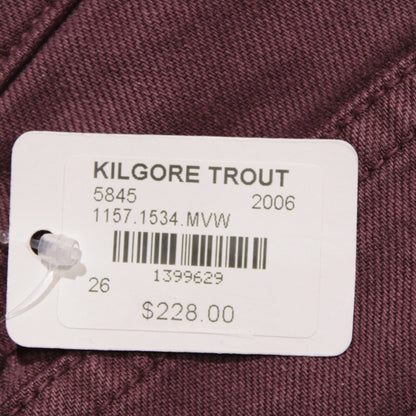 KILGORE TROUT
5845 2006
1157.1534.MVW
1399629
26
$228.00